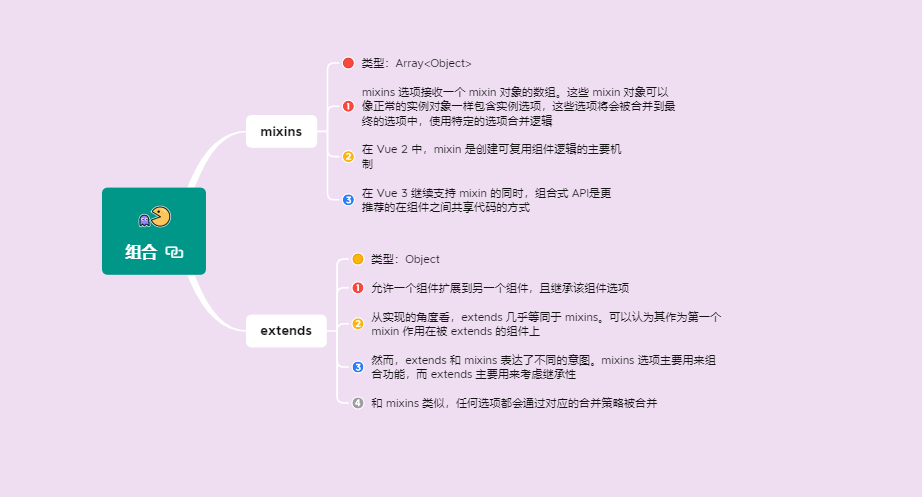 组合
mixins
类型：Array<Object>
1
mixins 选项接收一个 mixin 对象的数组。这些 mixin 对象可以
像正常的实例对象一样包含实例选项，这些选项将会被合并到最
终的选项中，使用特定的选项合并逻辑
2
在 Vue 2 中，mixin 是创建可复用组件逻辑的主要机
制
3
在 Vue 3 继续支持 mixin 的同时，组合式 API是更
推荐的在组件之间共享代码的方式
extends
类型：Object
1
允许一个组件扩展到另一个组件，且继承该组件选项
2
从实现的角度看，extends 几乎等同于 mixins。可以认为其作为第一个
mixin 作用在被 extends 的组件上
3
然而，extends 和 mixins 表达了不同的意图。mixins 选项主要用来组
合功能，而 extends 主要用来考虑继承性
4
和 mixins 类似，任何选项都会通过对应的合并策略被合并